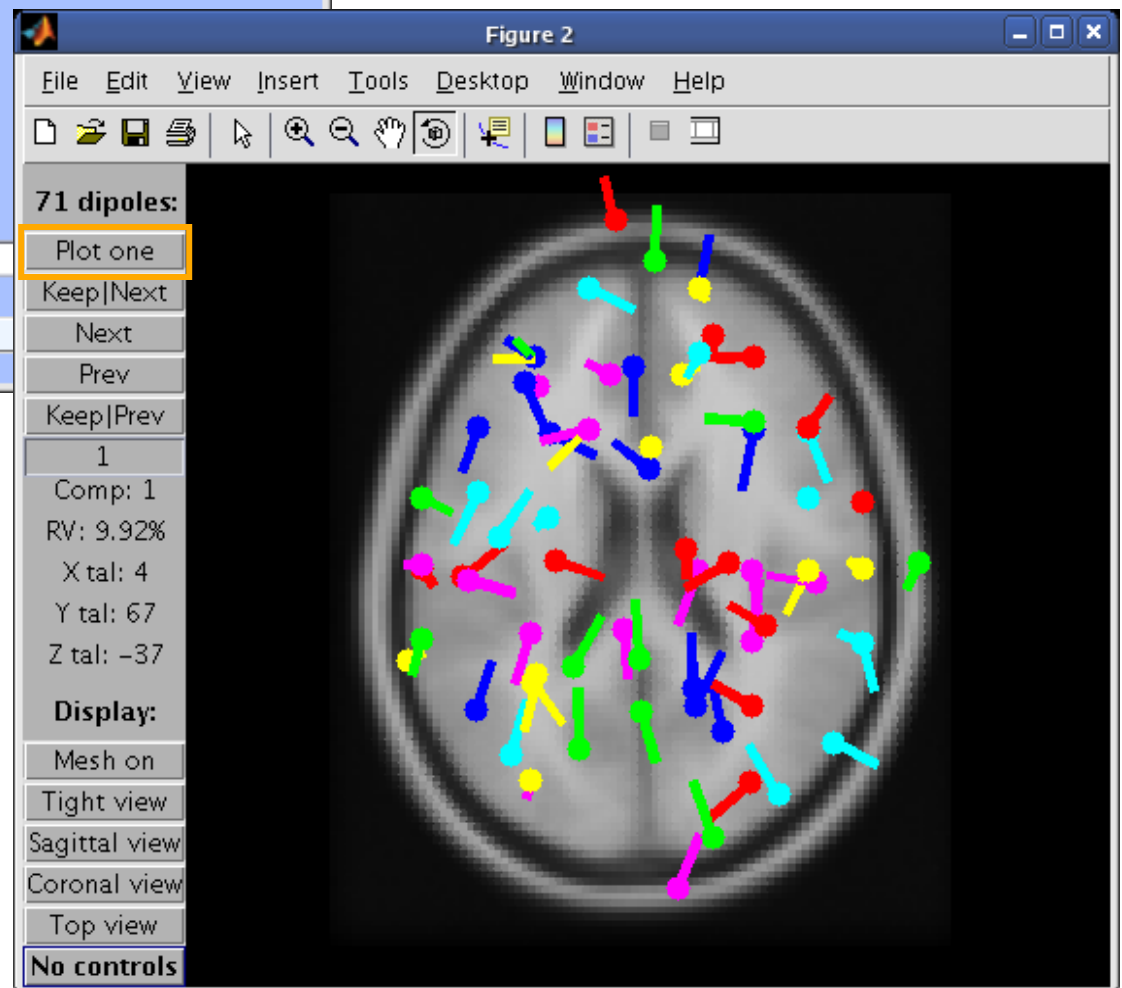 Figure 2
File Edit View Insert Tools Desktop Window Help
71 dipoles:
Plot one
Keep|Next
Next
Prev
Keep|Prev
1
Comp: 1
RV: 9.92%
X tal: 4
Y tal: 67
Z tal: −37
Display:
Mesh on
Tight view
Sagittal view
Coronal view
Top view
No controls